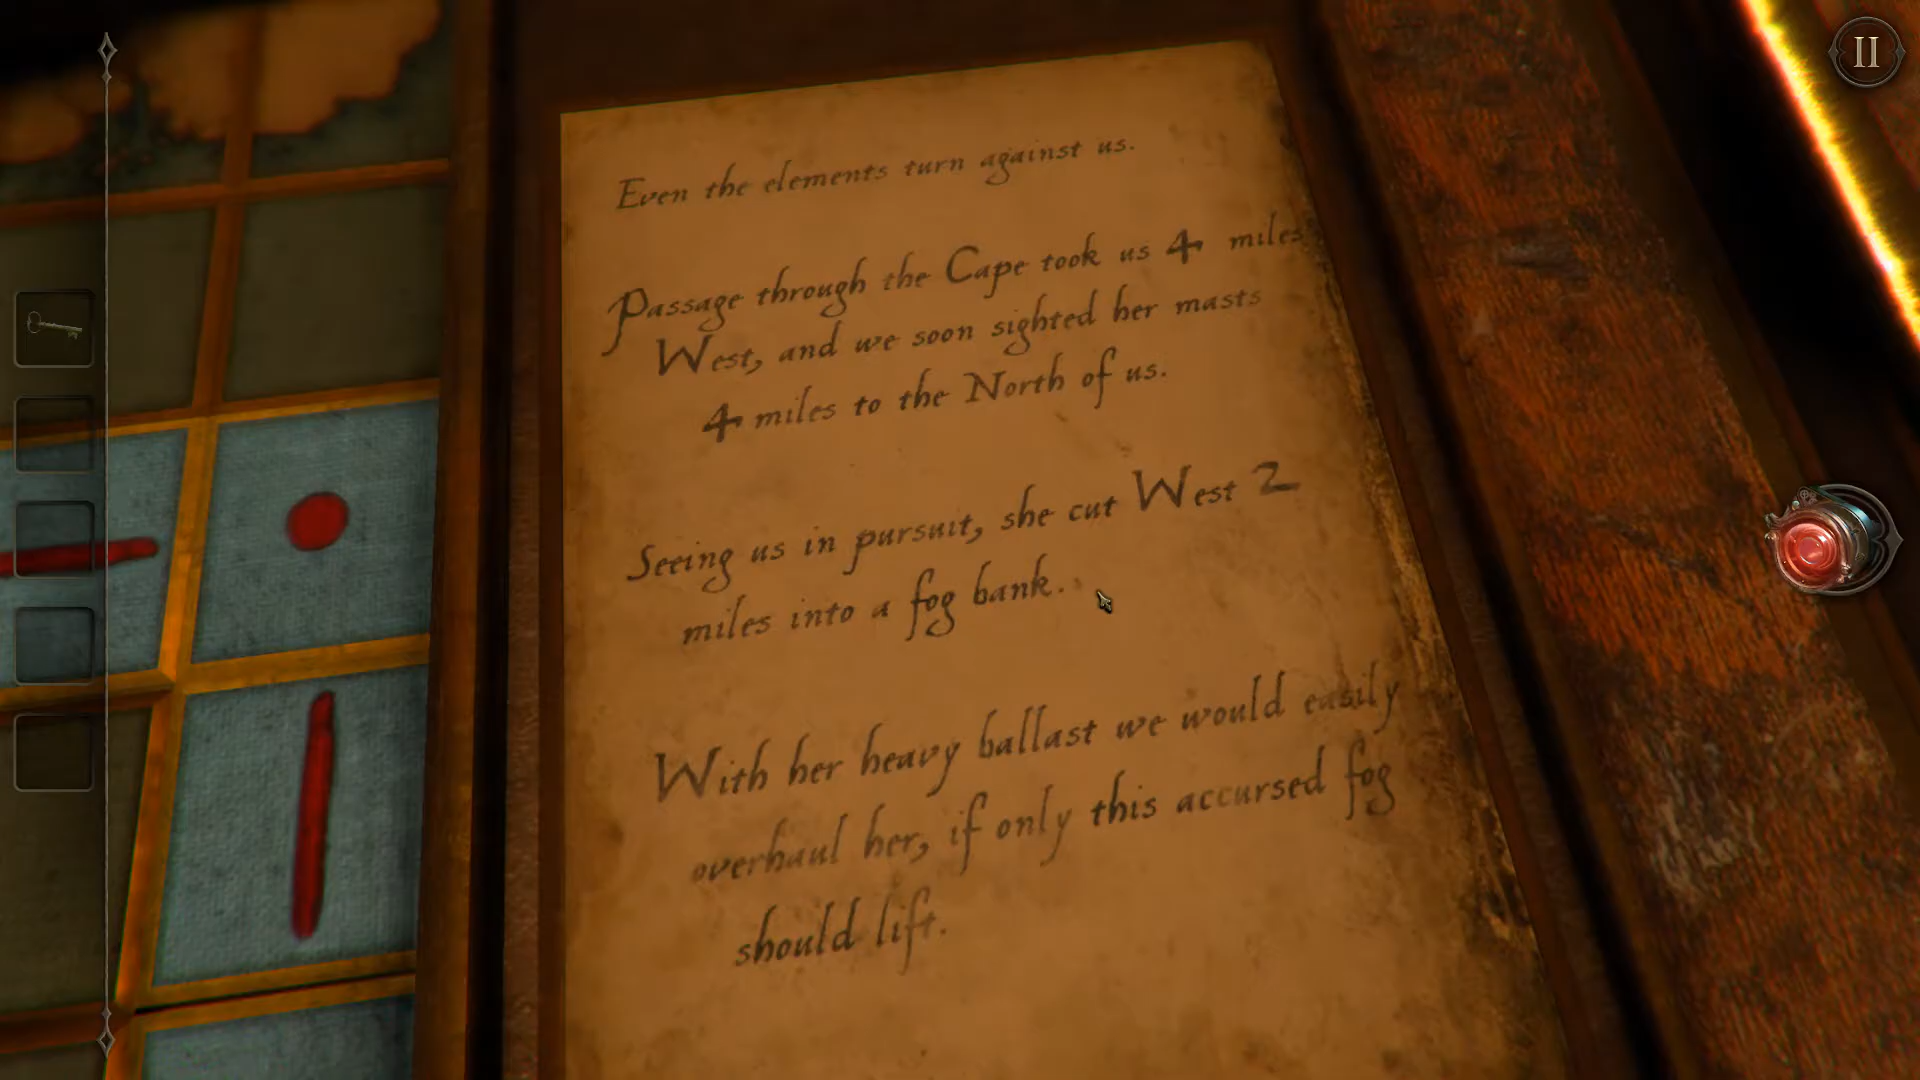 Even the elements turn against us.
Passage through the Cape took us 4 miles
West, and we soon sighted her masts
4 miles to the North of us.
Seeing us in pursuit, she cut West 2
miles into a fog bank.
With her heavy ballast we would easily
overhaul her, if only this accursed fog
should lift.